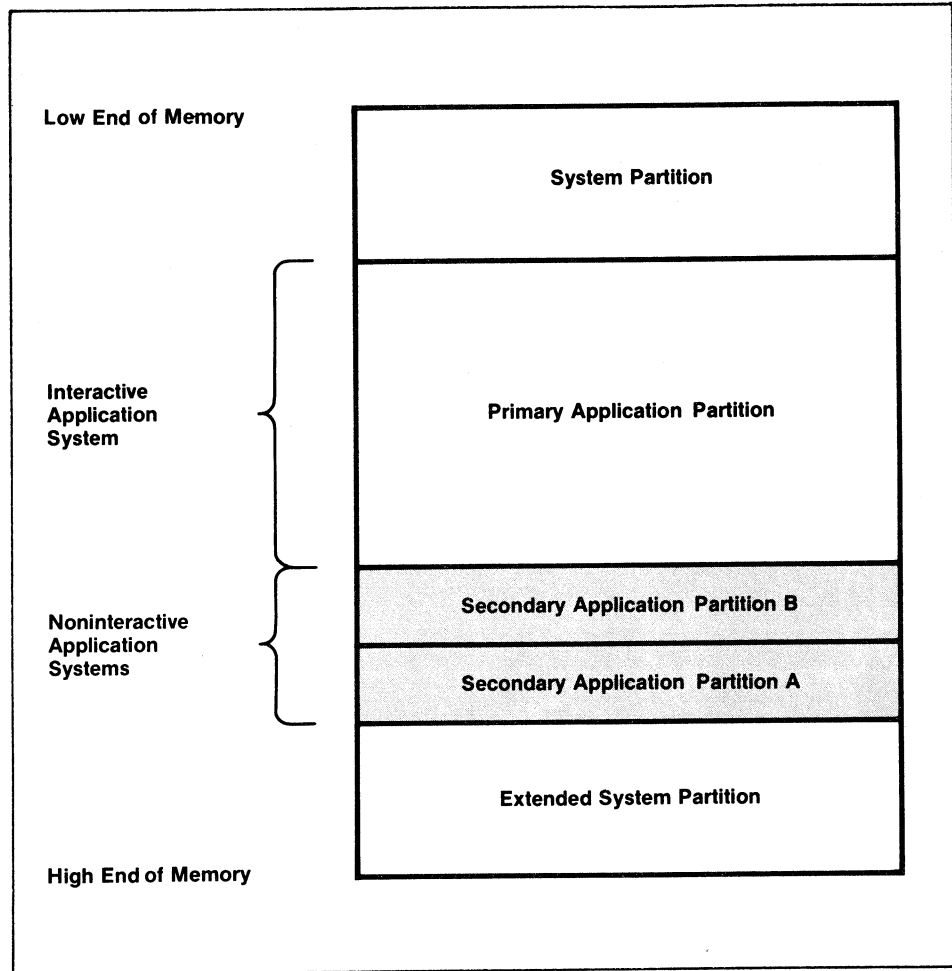 Low End of Memory
System Partition
Interactive
Application
System
Primary Application Partition
Noninteractive
Application
Systems
Secondary Application Partition B
Secondary Application Partition A
Extended System Partition
High End of Memory